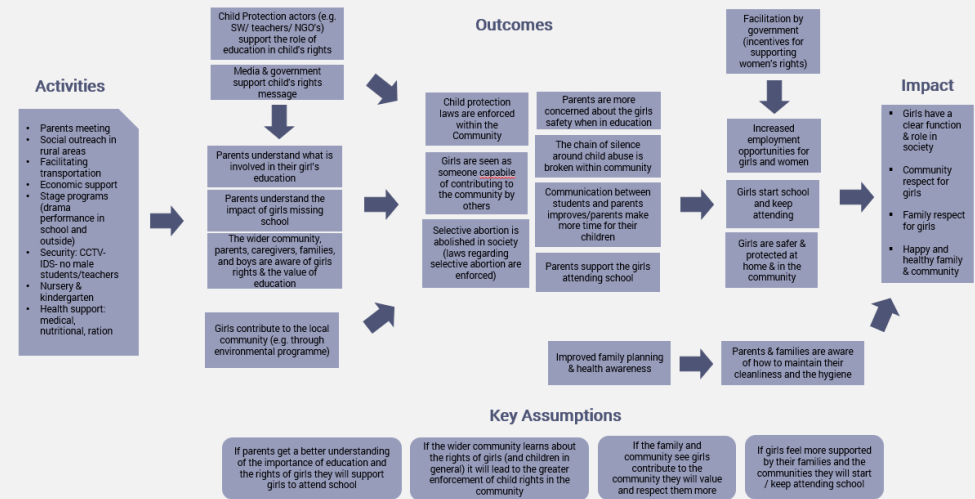 Outcomes
Activities
Parents meeting
Social outreach in
rural areas
Facilitating
transportation
Economic support
Stage programs
(drama
performance in
school and
outside)
Security: CCTV-
IDS- no male
students/teachers
Nursery &
kindergarten
Health support:
medical,
nutritional, ration
Child Protection actors (e.g.
SW/ teachers/ NGO's)
support the role of
education in child's rights
Media & government
support child's rights
message
Parents understand what is
involved in their girl's
education
Parents understand the
impact of girls missing
school
The wider community,
parents, caregivers, families,
and boys are aware of girls
rights & the value of
education
Girls contribute to the local
community (e.g. through
environmental programme)
Child protection
laws are enforced
within the
Community
Girls are seen as
someone capable
of contributing to
the community by
others
Selective abortion is
abolished in society
(laws regarding
selective abortion are
enforced)
Parents are more
concerned about the girls
safety when in education
The chain of silence
around child abuse is
broken within community
Communication between
students and parents
improves/parents make
more time for their
children
Parents support the girls
attending school
Facilitation by
government
(incentives for
supporting
women's rights)
Increased
employment
opportunities for
girls and women
Girls start school
and keep
attending
Girls are safer &
protected at
home & in the
community
Improved family planning
& health awareness
Parents & families are aware
of how to maintain their
cleanliness and the hygiene
Impact
Girls have a
clear function
& role in
society
Community
respect for
girls
Family respect
for girls
Happy and
healthy family
& community
Key Assumptions
If parents get a better understanding
of the importance of education and
the rights of girls they will support
girls to attend school
If the wider community learns about
the rights of girls (and children in
general) it will lead to the greater
enforcement of child rights in the
community
If the family and
community see girls
contribute to the
community they will value
and respect them more
If girls feel more supported
by their families and the
communities they will start
/ keep attending school